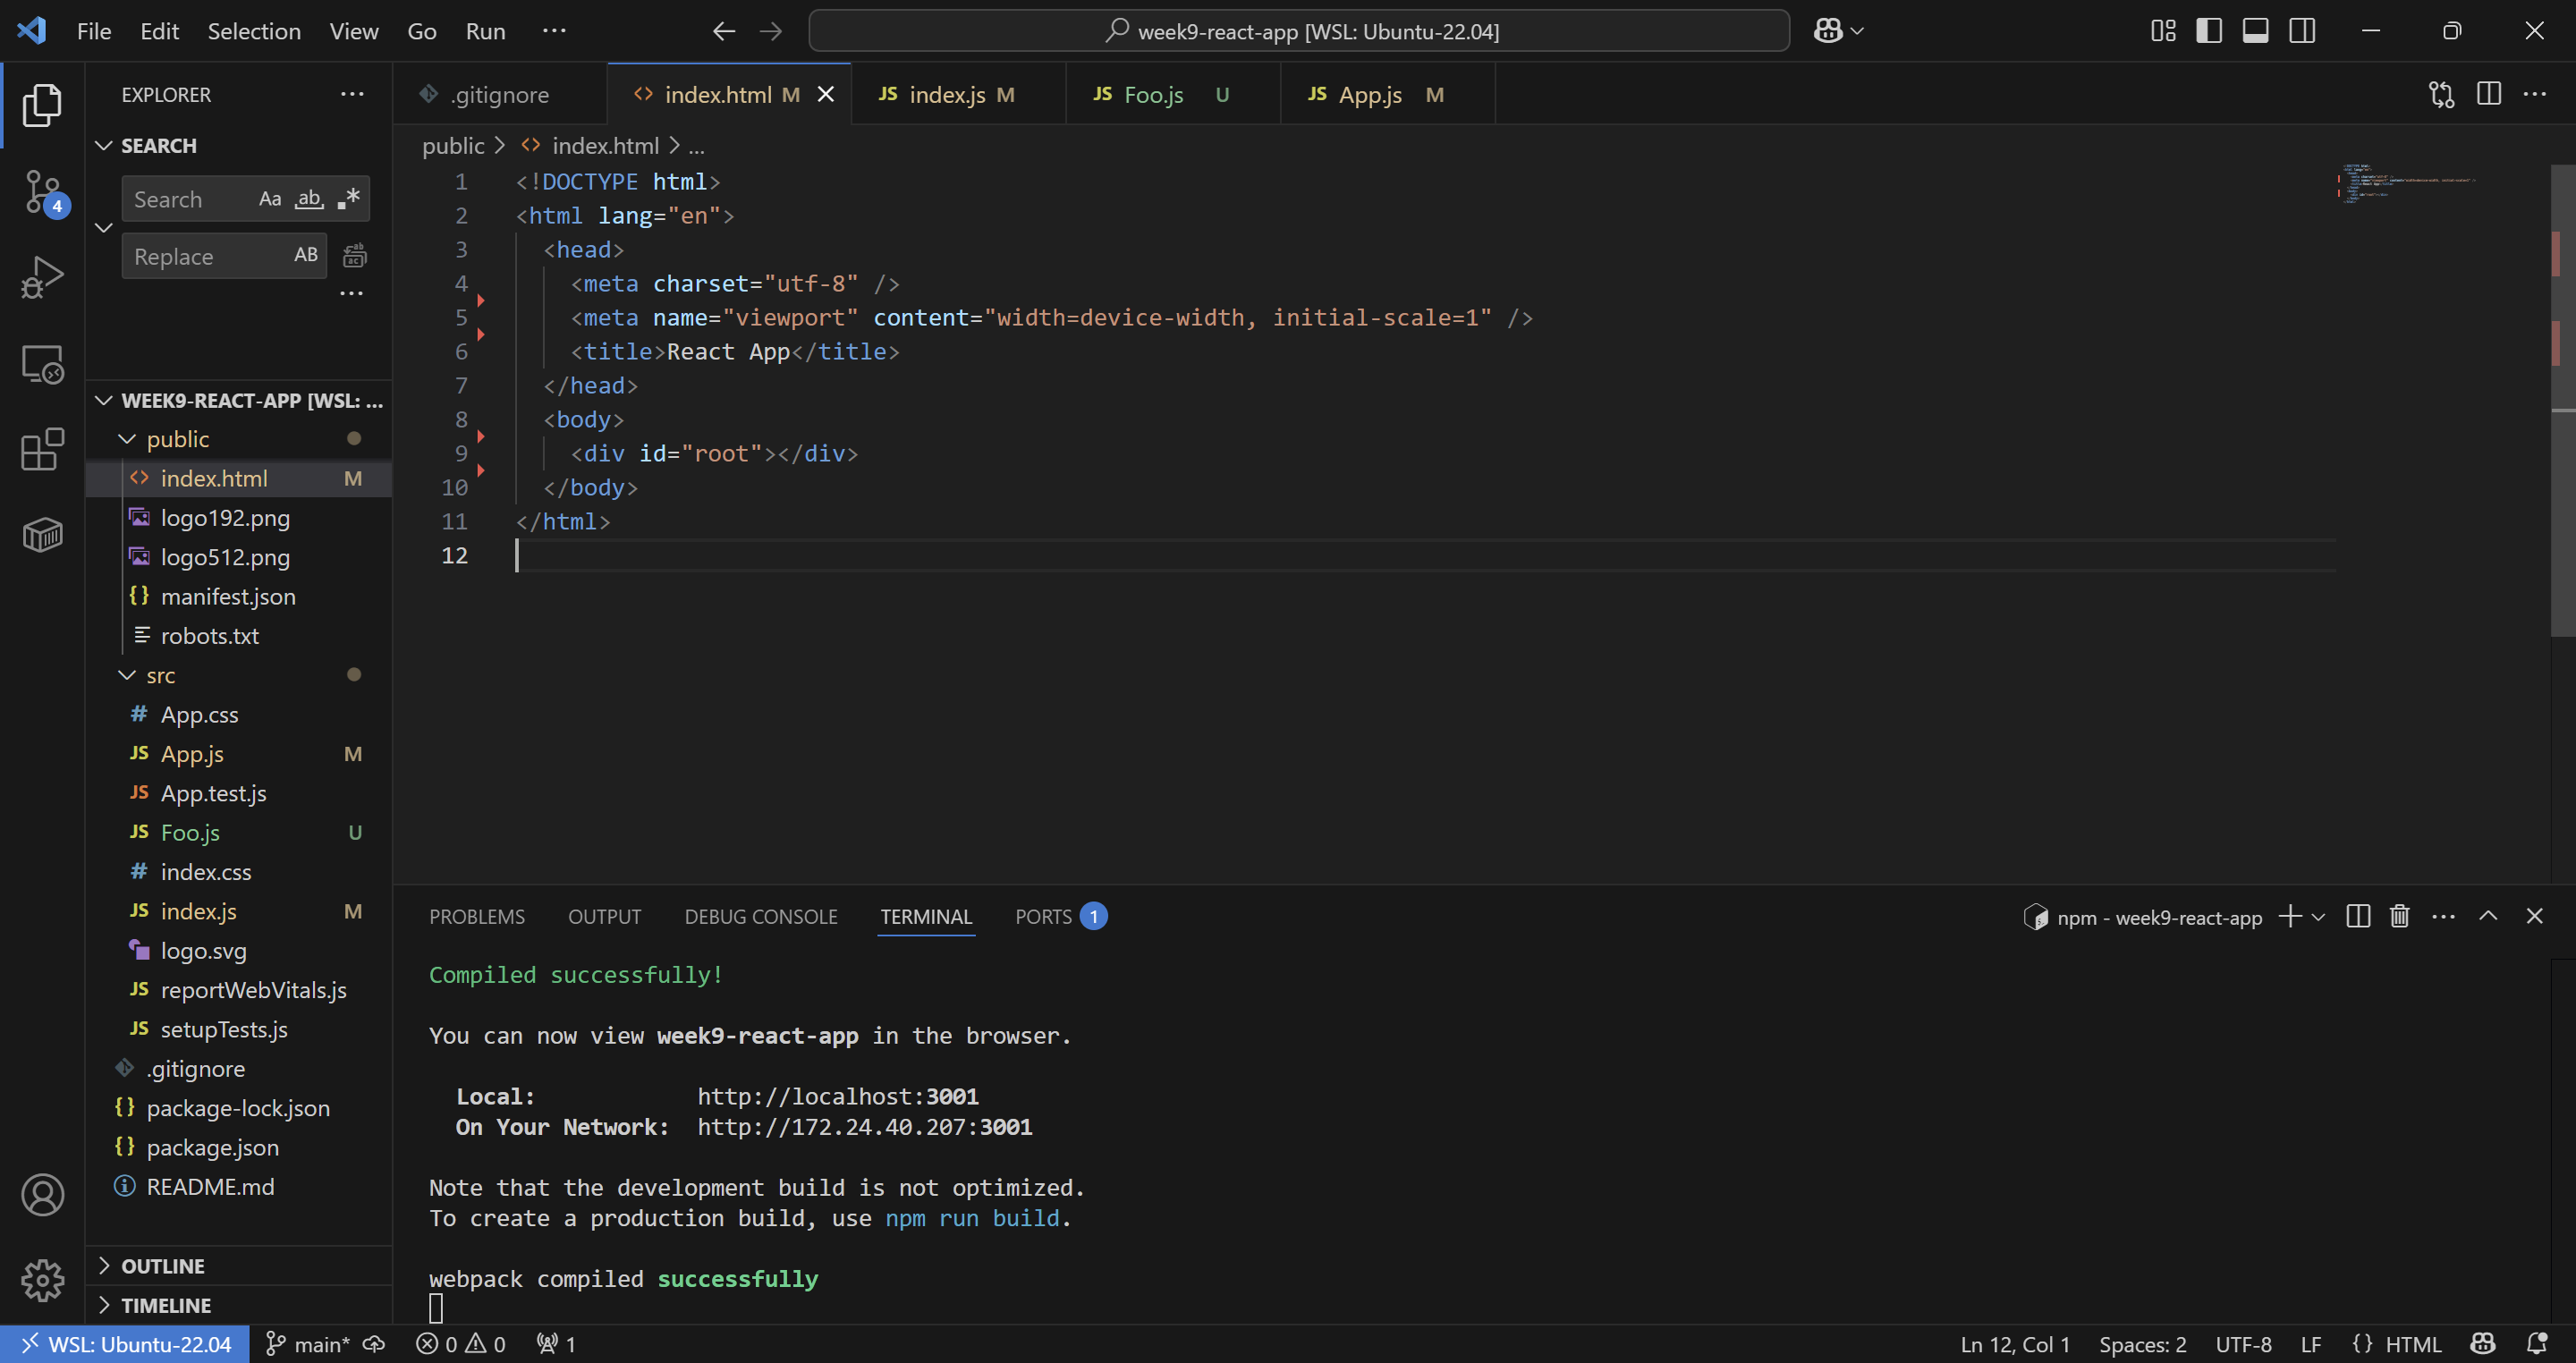 File Edit Selection View Go Run ...
week9-react-app [WSL: Ubuntu-22.04]
EXPLORER ...
SEARCH
Search Aa ab .*
Replace AB
...
WEEK9-REACT-APP [WSL: ...
public
index.html M
logo192.png
logo512.png
manifest.json
robots.txt
src
# App.css
JS App.js M
JS App.test.js
JS Foo.js U
# index.css
JS index.js M
logo.svg
JS reportWebVitals.js
JS setupTests.js
.gitignore
{} package-lock.json
{} package.json
README.md
OUTLINE
TIMELINE
4
.gitignore
index.html M
JS index.js M
JS Foo.js U
JS App.js M
public > index.html > ...
1 <!DOCTYPE html>
2 <html lang="en">
3 <head>
4 <meta charset="utf-8" />
5 <meta name="viewport" content="width=device-width, initial-scale=1" />
6 <title>React App</title>
7 </head>
8 <body>
9 <div id="root"></div>
10 </body>
11 </html>
12
PROBLEMS OUTPUT DEBUG CONSOLE TERMINAL PORTS 1
npm - week9-react-app
Compiled successfully!
You can now view week9-react-app in the browser.
Local: http://localhost:3001
On Your Network: http://172.24.40.207:3001
Note that the development build is not optimized.
To create a production build, use npm run build.
webpack compiled successfully
WSL: Ubuntu-22.04 main* 0 0 1
Ln 12, Col 1 Spaces: 2 UTF-8 LF {} HTML